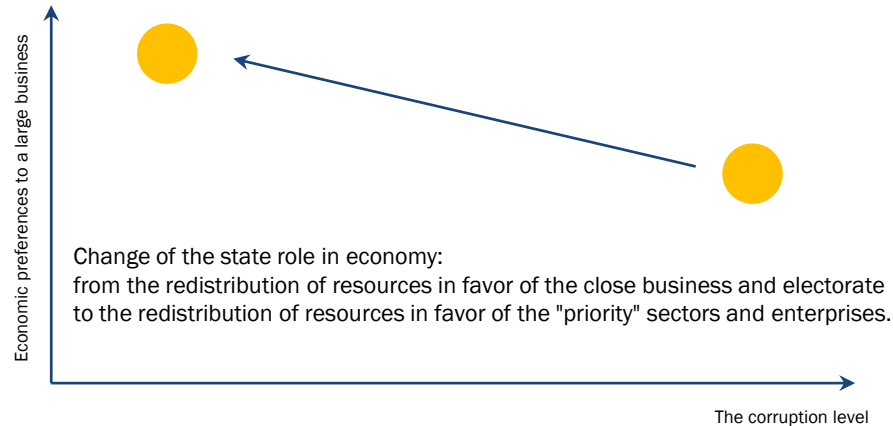 Economic preferences to a large business
Change of the state role in economy:
from the redistribution of resources in favor of the close business and electorate
to the redistribution of resources in favor of the "priority" sectors and enterprises.
The corruption level